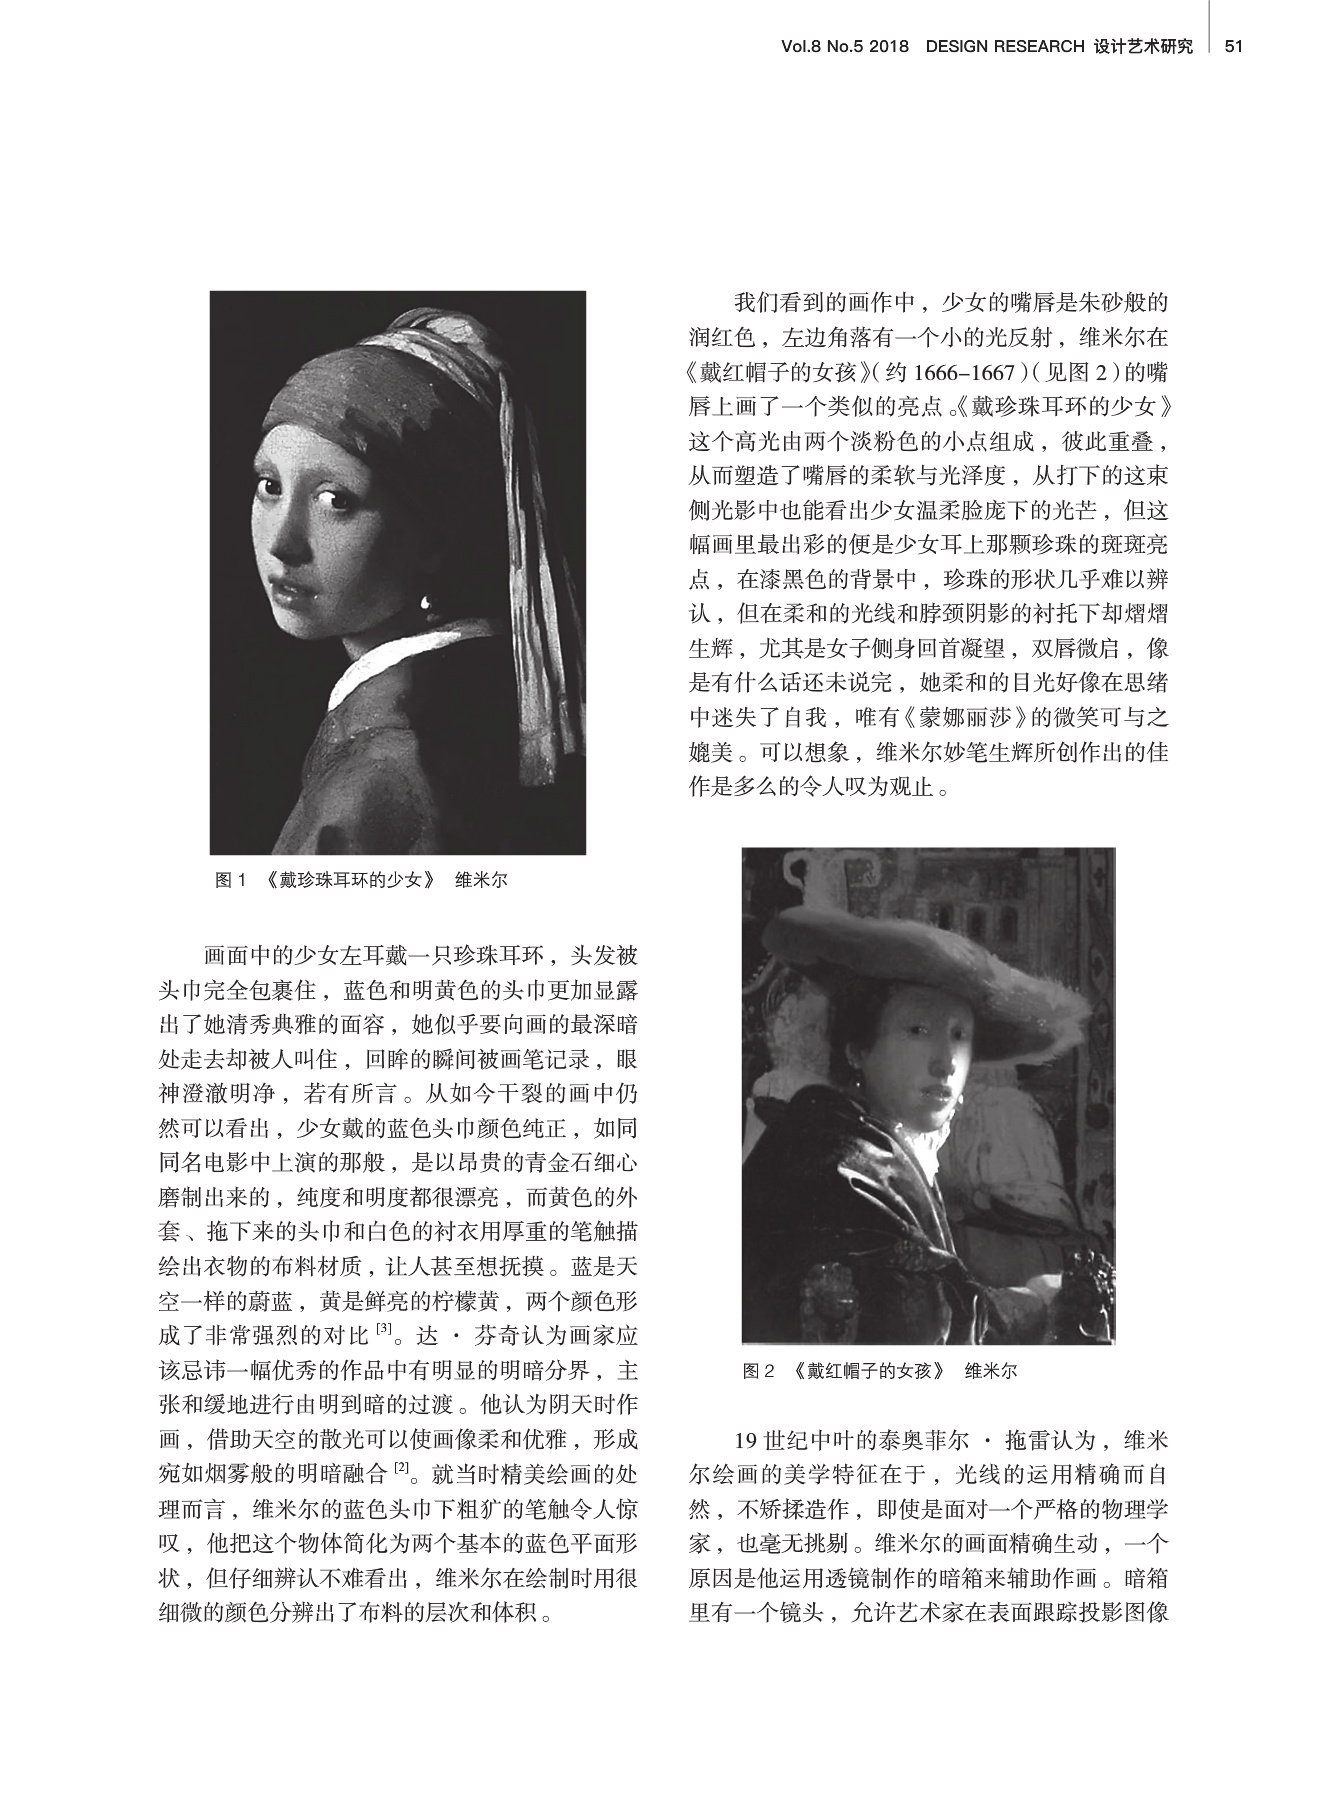 Vol.8 No.5 2018 DESIGN RESEARCH 设计艺术研究 51
图 1 《戴珍珠耳环的少女》 维米尔
画面中的少女左耳戴一只珍珠耳环，头发被
头巾完全包裹住，蓝色和明黄色的头巾更加显露
出了她清秀典雅的面容，她似乎要向画的最深暗
处走去却被人叫住，回眸的瞬间被画笔记录，眼
神澄澈明净，若有所言。从如今干裂的画中仍
然可以看出，少女戴的蓝色头巾颜色纯正，如同
同名电影中上演的那般，是以昂贵的青金石细心
磨制出来的，纯度和明度都很漂亮，而黄色的外
套、拖下来的头巾和白色的衬衣用厚重的笔触描
绘出衣物的布料材质，让人甚至想抚摸。蓝是天
空一样的蔚蓝，黄是鲜亮的柠檬黄，两个颜色形
成了非常强烈的对比[3]。达·芬奇认为画家应
该忌讳一幅优秀的作品中有明显的明暗分界，主
张和缓地进行由明到暗的过渡。他认为阴天时作
画，借助天空的散光可以使画像柔和优雅，形成
宛如烟雾般的明暗融合[2]。就当时精美绘画的处
理而言，维米尔的蓝色头巾下粗犷的笔触令人惊
叹，他把这个物体简化为两个基本的蓝色平面形
状，但仔细辨认不难看出，维米尔在绘制时用很
细微的颜色分辨出了布料的层次和体积。
我们看到的画作中，少女的嘴唇是朱砂般的
润红色，左边角落有一个小的光反射，维米尔在
《戴红帽子的女孩》（约 1666–1667）（见图 2）的嘴
唇上画了一个类似的亮点。《戴珍珠耳环的少女》
这个高光由两个淡粉色的小点组成，彼此重叠，
从而塑造了嘴唇的柔软与光泽度，从打下的这束
侧光影中也能看出少女温柔脸庞下的光芒，但这
幅画里最出彩的便是少女耳上那颗珍珠的斑斑亮
点，在漆黑色的背景中，珍珠的形状几乎难以辨
认，但在柔和的光线和脖颈阴影的衬托下却熠熠
生辉，尤其是女子侧身回首凝望，双唇微启，像
是有什么话还未说完，她柔和的目光好像在思绪
中迷失了自我，唯有《蒙娜丽莎》的微笑可与之
媲美。可以想象，维米尔妙笔生辉所创作出的佳
作是多么的令人叹为观止。
图 2 《戴红帽子的女孩》 维米尔
19 世纪中叶的泰奥菲尔·拖雷认为，维米
尔绘画的美学特征在于，光线的运用精确而自
然，不矫揉造作，即使是面对一个严格的物理学
家，也毫无挑剔。维米尔的画面精确生动，一个
原因是他运用透镜制作的暗箱来辅助作画。暗箱
里有一个镜头，允许艺术家在表面跟踪投影图像